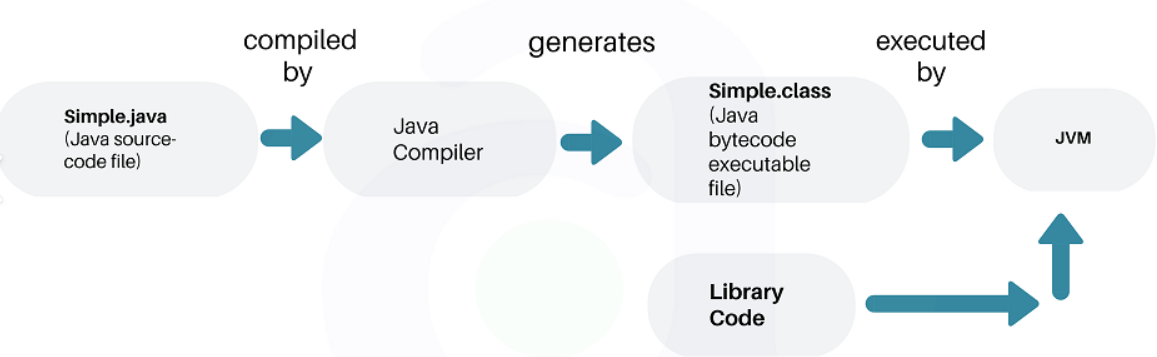 compiled
by
generates
executed
by
Simple.java
(Java source-
code file)
Java
Compiler
Simple.class
(Java
bytecode
executable
file)
JVM
Library
Code